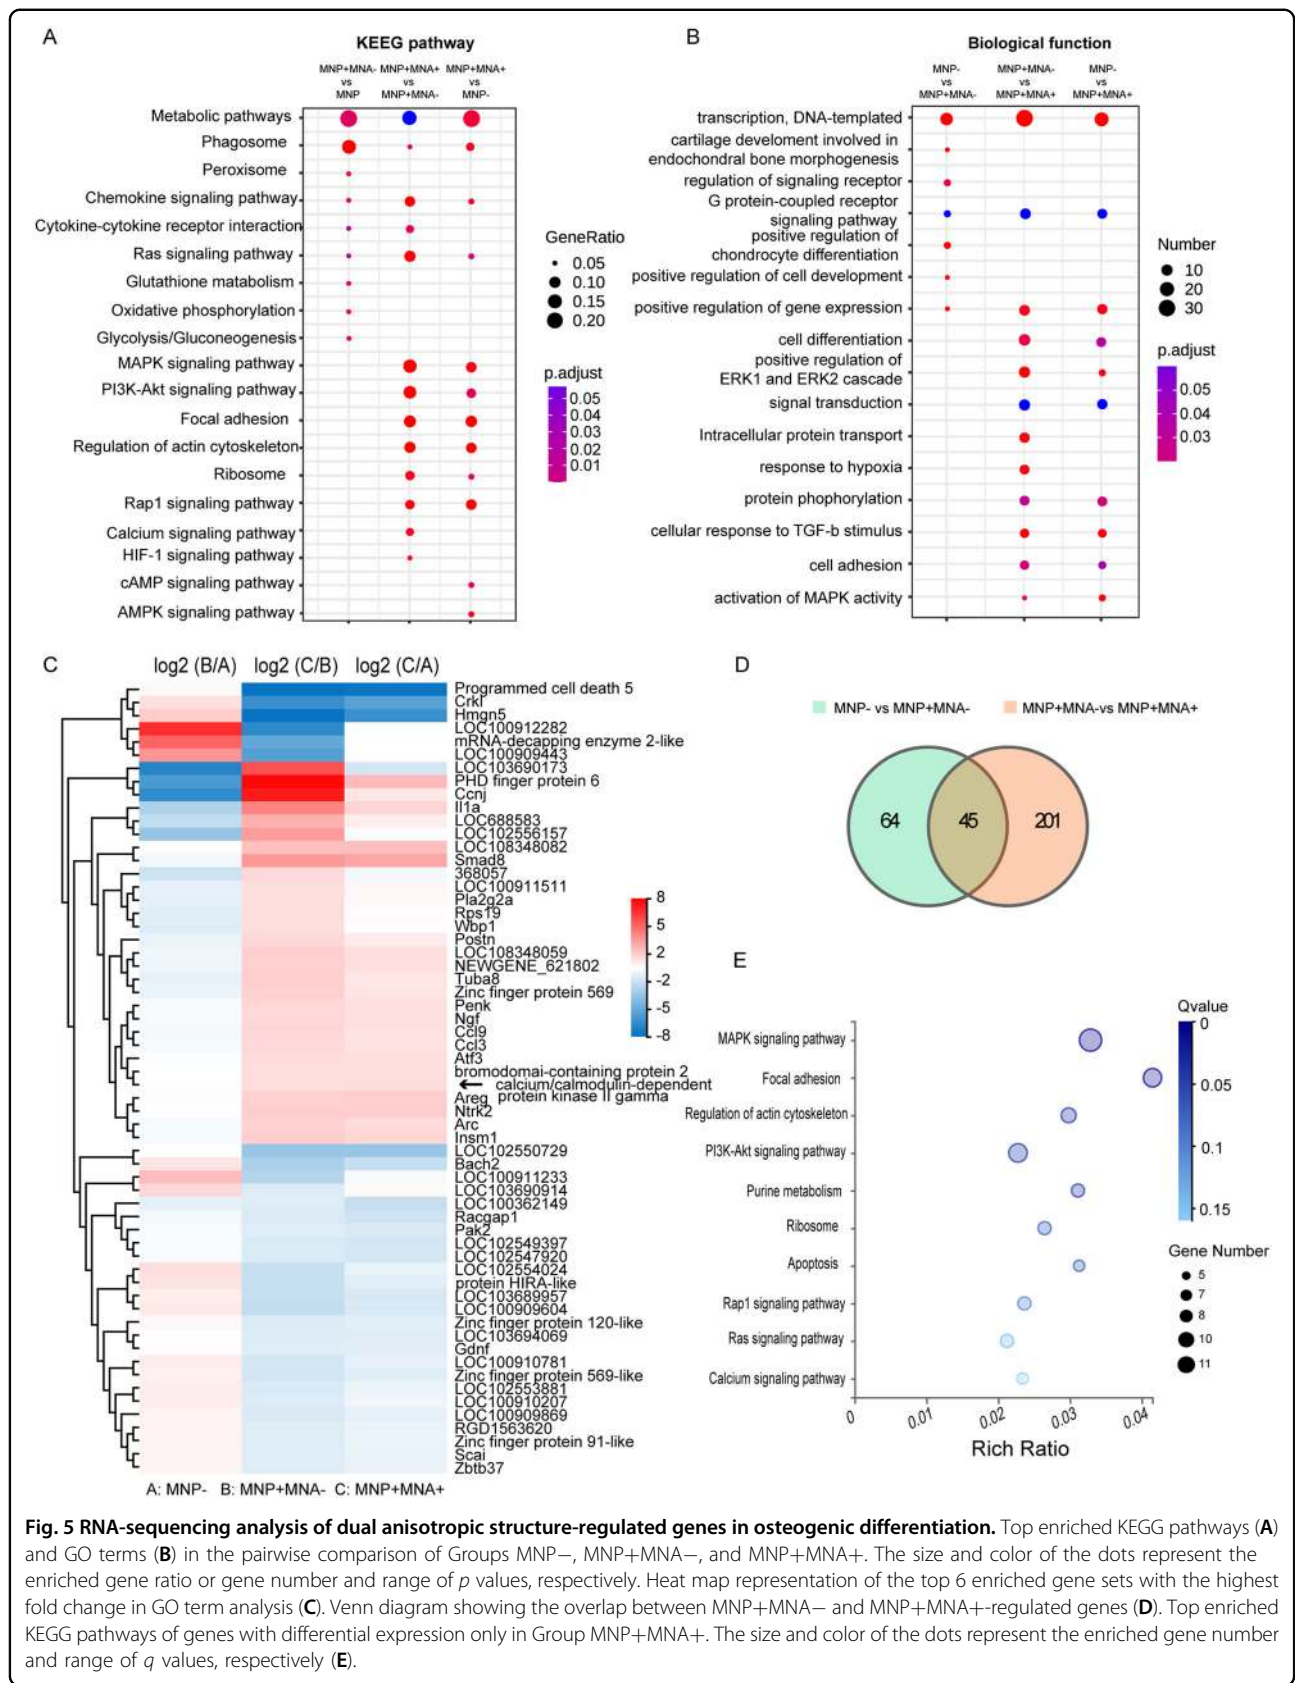 A
KEEG pathway
MNP+MNA- MNP+MNA+ MNP+MNA+
vs vs vs
MNP MNP+MNA- MNP-
Metabolic pathways
Phagosome
Peroxisome
Chemokine signaling pathway
Cytokine-cytokine receptor interaction
Ras signaling pathway
Glutathione metabolism
Oxidative phosphorylation
Glycolysis/Gluconeogenesis
MAPK signaling pathway
PI3K-Akt signaling pathway
Focal adhesion
Regulation of actin cytoskeleton
Ribosome
Rap1 signaling pathway
Calcium signaling pathway
HIF-1 signaling pathway
cAMP signaling pathway
AMPK signaling pathway
GeneRatio
0.05
0.10
0.15
0.20
p.adjust
0.05
0.04
0.03
0.02
0.01
B
Biological function
MNP- MNP+MNA- MNP-
vs vs vs
MNP+MNA- MNP+MNA+ MNP+MNA+
transcription, DNA-templated
cartilage develoment involved in
endochondral bone morphogenesis
regulation of signaling receptor
G protein-coupled receptor
signaling pathway
positive regulation of
chondrocyte differentiation
positive regulation of cell development
positive regulation of gene expression
cell differentiation
positive regulation of
ERK1 and ERK2 cascade
signal transduction
Intracellular protein transport
response to hypoxia
protein phophorylation
cellular response to TGF-b stimulus
cell adhesion
activation of MAPK activity
Number
10
20
30
p.adjust
0.05
0.04
0.03
C
log2 (B/A) log2 (C/B) log2 (C/A)
Programmed cell death 5
Crkl
Hmgn5
LOC100912282
mRNA-decapping enzyme 2-like
LOC100909443
LOC103690173
PHD finger protein 6
Ccnj
Il1a
LOC688583
LOC102556157
LOC108348082
Smad8
368057
LOC100911511
Pla2g2a
Rps19
Wbp1
Postn
LOC108348059
NEWGENE_621802
Tuba8
Zinc finger protein 569
Penk
Ngf
Ccl9
Ccl3
Atf3
bromodomai-containing protein 2
← calcium/calmodulin-dependent
Areg protein kinase II gamma
Ntrk2
Arc
Insm1
LOC102550729
Bach2
LOC100911233
LOC103690914
LOC100362149
Racgap1
Pak2
LOC102549397
LOC102547920
LOC102554024
protein HIRA-like
LOC103689957
LOC100909604
Zinc finger protein 120-like
LOC103694069
Gdnf
LOC100910781
Zinc finger protein 569-like
LOC102553881
LOC100910207
LOC100909869
RGD1563620
Zinc finger protein 91-like
Scai
Zbtb37
8
5
2
-2
-5
-8
A: MNP- B: MNP+MNA- C: MNP+MNA+
D
MNP- vs MNP+MNA- MNP+MNA-vs MNP+MNA+
64 45 201
E
MAPK signaling pathway
Focal adhesion
Regulation of actin cytoskeleton
PI3K-Akt signaling pathway
Purine metabolism
Ribosome
Apoptosis
Rap1 signaling pathway
Ras signaling pathway
Calcium signaling pathway
0 0.01 0.02 0.03 0.04
Rich Ratio
Qvalue
0
0.05
0.1
0.15
Gene Number
5
7
8
10
11
Fig. 5 RNA-sequencing analysis of dual anisotropic structure-regulated genes in osteogenic differentiation. Top enriched KEGG pathways (A)
and GO terms (B) in the pairwise comparison of Groups MNP−, MNP+MNA−, and MNP+MNA+. The size and color of the dots represent the
enriched gene ratio or gene number and range of p values, respectively. Heat map representation of the top 6 enriched gene sets with the highest
fold change in GO term analysis (C). Venn diagram showing the overlap between MNP+MNA− and MNP+MNA+-regulated genes (D). Top enriched
KEGG pathways of genes with differential expression only in Group MNP+MNA+. The size and color of the dots represent the enriched gene number
and range of q values, respectively (E).